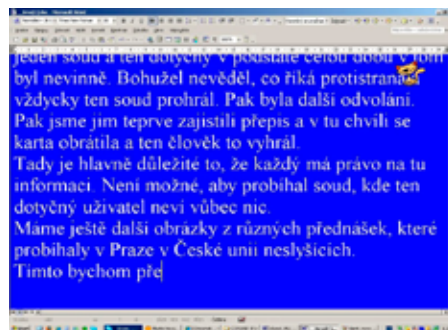 jeden soud a ten dotyčný v podstatě celou dobu v tom
byl nevinně. Bohužel nevěděl, co říká protistrana,
vždycky ten soud prohrál. Pak byla další odvolání.
Pak jsme jim teprve zajistili přepis a v tu chvíli se
karta obrátila a ten člověk to vyhrál.
Tady je hlavně důležité to, že každý má právo na tu
informaci. Není možné, aby probíhal soud, kde ten
dotyčný uživatel neví vůbec nic.
Máme ještě další obrázky z různých přednášek, které
probíhaly v Praze v České unii neslyšících.
Tímto bychom pře